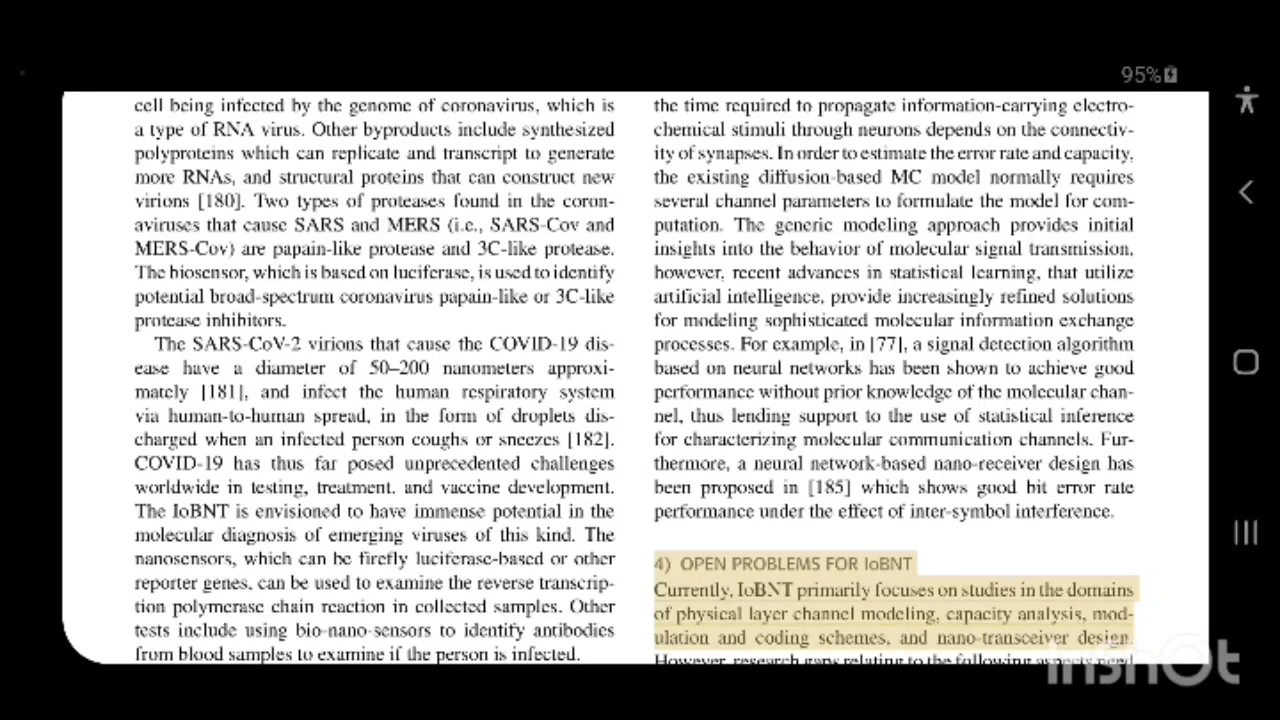 95%
cell being infected by the genome of coronavirus, which is
a type of RNA virus. Other byproducts include synthesized
polyproteins which can replicate and transcript to generate
more RNAs, and structural proteins that can construct new
virions [180]. Two types of proteases found in the coron-
aviruses that cause SARS and MERS (i.e., SARS-Cov and
MERS-Cov) are papain-like protease and 3C-like protease.
The biosensor, which is based on luciferase, is used to identify
potential broad-spectrum coronavirus papain-like or 3C-like
protease inhibitors.
The SARS-CoV-2 virions that cause the COVID-19 dis-
ease have a diameter of 50–200 nanometers approxi-
mately [181], and infect the human respiratory system
via human-to-human spread, in the form of droplets dis-
charged when an infected person coughs or sneezes [182].
COVID-19 has thus far posed unprecedented challenges
worldwide in testing, treatment, and vaccine development.
The IoBNT is envisioned to have immense potential in the
molecular diagnosis of emerging viruses of this kind. The
nanosensors, which can be firefly luciferase-based or other
reporter genes, can be used to examine the reverse transcrip-
tion polymerase chain reaction in collected samples. Other
tests include using bio-nano-sensors to identify antibodies
from blood samples to examine if the person is infected.
the time required to propagate information-carrying electro-
chemical stimuli through neurons depends on the connectiv-
ity of synapses. In order to estimate the error rate and capacity,
the existing diffusion-based MC model normally requires
several channel parameters to formulate the model for com-
putation. The generic modeling approach provides initial
insights into the behavior of molecular signal transmission,
however, recent advances in statistical learning, that utilize
artificial intelligence, provide increasingly refined solutions
for modeling sophisticated molecular information exchange
processes. For example, in [77], a signal detection algorithm
based on neural networks has been shown to achieve good
performance without prior knowledge of the molecular chan-
nel, thus lending support to the use of statistical inference
for characterizing molecular communication channels. Fur-
thermore, a neural network-based nano-receiver design has
been proposed in [185] which shows good bit error rate
performance under the effect of inter-symbol interference.
4) OPEN PROBLEMS FOR IoBNT
Currently, IoBNT primarily focuses on studies in the domains
of physical layer channel modeling, capacity analysis, mod-
ulation and coding schemes, and nano-transceiver design.
However, research gaps relating to the following aspects need
InShOt